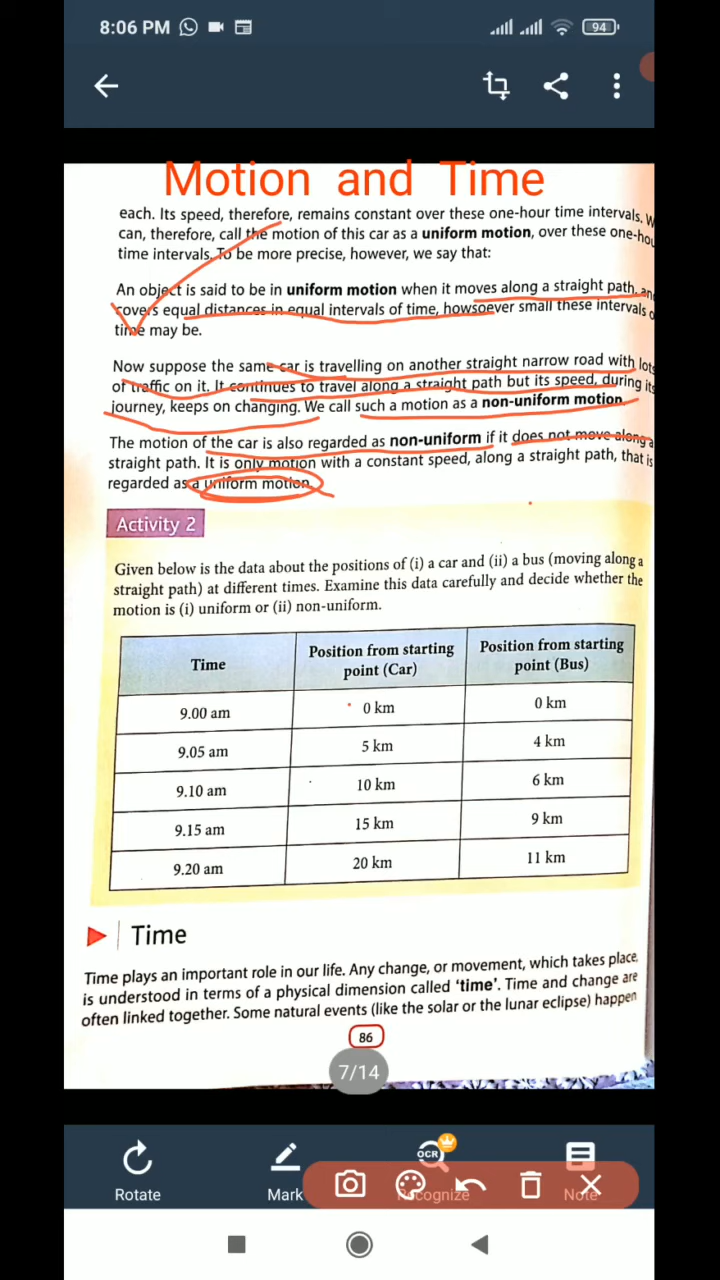 8:06 PM
94
Motion and Time
each. Its speed, therefore, remains constant over these one-hour time intervals. W
can, therefore, call the motion of this car as a uniform motion, over these one-hou
time intervals. To be more precise, however, we say that:
An object is said to be in uniform motion when it moves along a straight path, an
covers equal distances in equal intervals of time, howsoever small these intervals o
time may be.
Now suppose the same car is travelling on another straight narrow road with lots
of traffic on it. It continues to travel along a straight path but its speed, during its
journey, keeps on changing. We call such a motion as a non-uniform motion.
The motion of the car is also regarded as non-uniform if it does not move along a
straight path. It is only motion with a constant speed, along a straight path, that is
regarded as a uniform motion.
Activity 2
Given below is the data about the positions of (i) a car and (ii) a bus (moving along a
straight path) at different times. Examine this data carefully and decide whether the
motion is (i) uniform or (ii) non-uniform.
Time Position from starting point (Car) Position from starting point (Bus)
9.00 am 0 km 0 km
9.05 am 5 km 4 km
9.10 am 10 km 6 km
9.15 am 15 km 9 km
9.20 am 20 km 11 km
Time
Time plays an important role in our life. Any change, or movement, which takes place,
is understood in terms of a physical dimension called 'time'. Time and change are
often linked together. Some natural events (like the solar or the lunar eclipse) happen
86
7/14
OCR
Rotate Mark Recognize Note